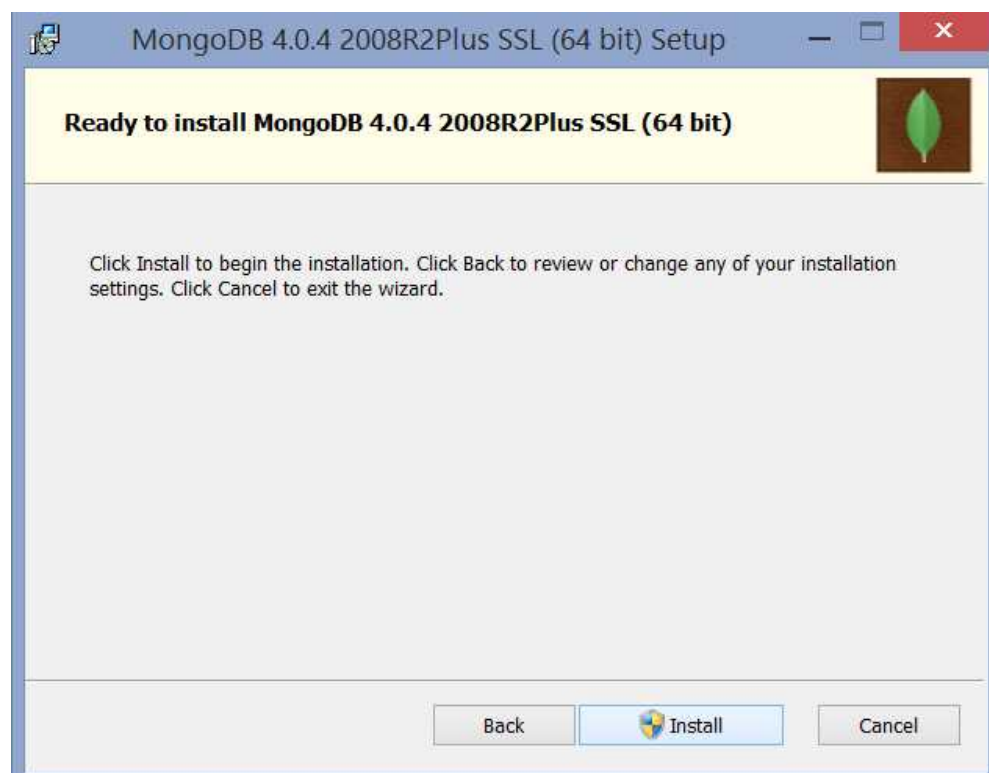 MongoDB 4.0.4 2008R2Plus SSL (64 bit) Setup
Ready to install MongoDB 4.0.4 2008R2Plus SSL (64 bit)
Click Install to begin the installation. Click Back to review or change any of your installation
settings. Click Cancel to exit the wizard.
Back Install Cancel